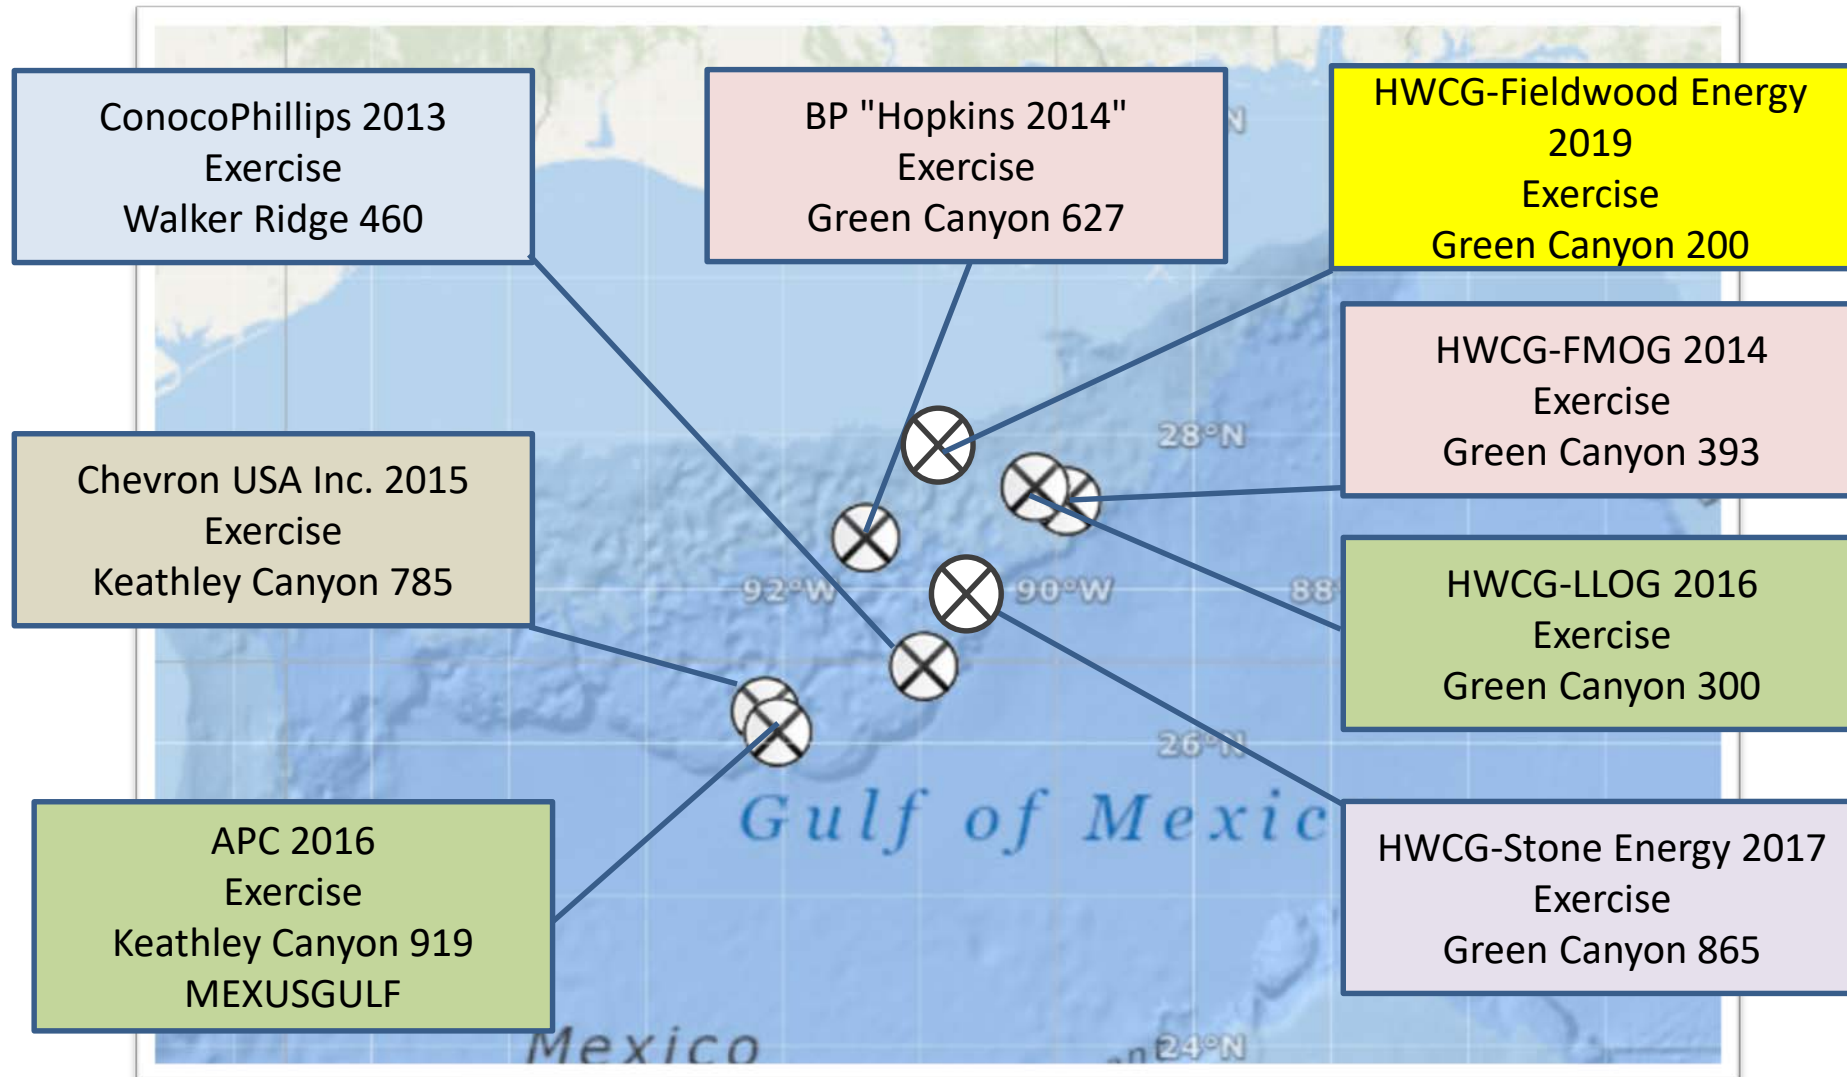 ConocoPhillips 2013
Exercise
Walker Ridge 460
BP "Hopkins 2014"
Exercise
Green Canyon 627
N
HWCG-Fieldwood Energy
2019
Exercise
Green Canyon 200
HWCG-FMOG 2014
Exercise
Green Canyon 393
28°N
Chevron USA Inc. 2015
Exercise
Keathley Canyon 785
92°W
90°W
88°
HWCG-LLOG 2016
Exercise
Green Canyon 300
26°N
Gulf of Mexic
APC 2016
Exercise
Keathley Canyon 919
MEXUSGULF
HWCG-Stone Energy 2017
Exercise
Green Canyon 865
Mexico
24°N